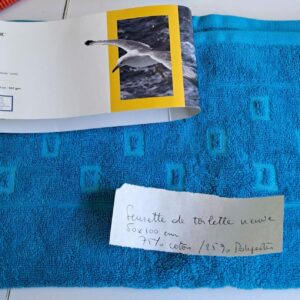 Serviette de toilette neuve
50x100 cm
75% coton / 25% Polyester